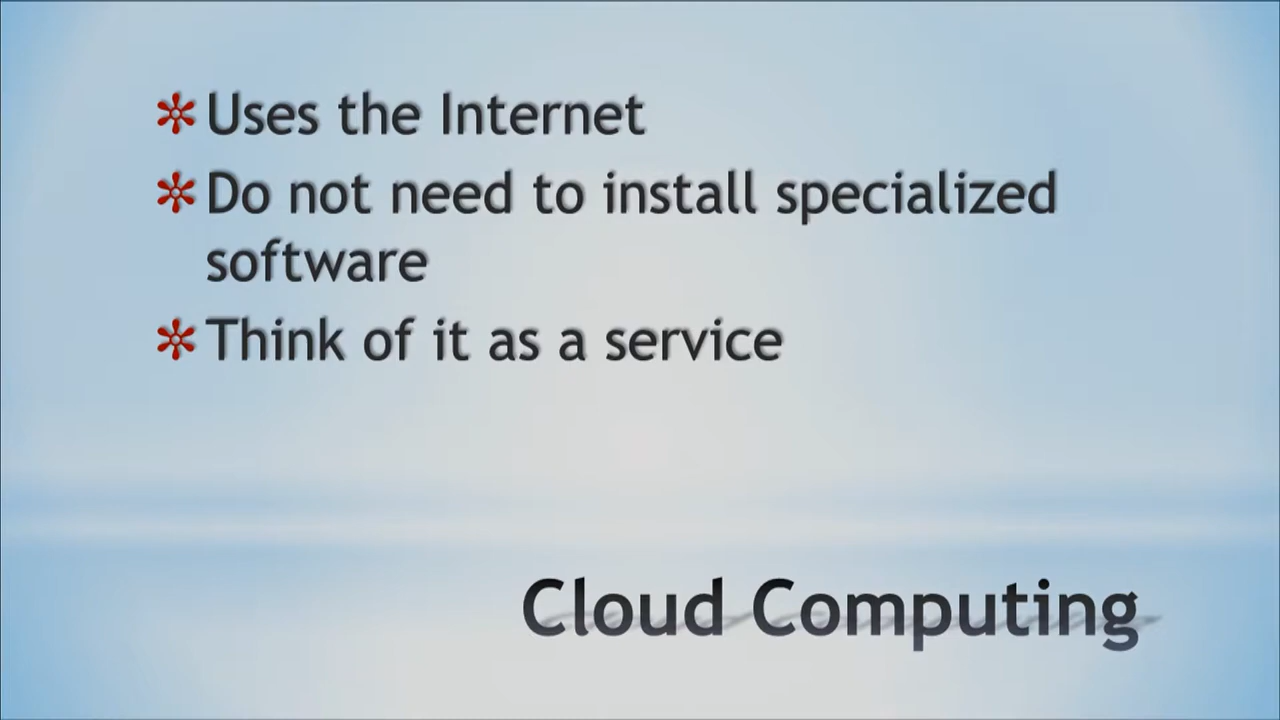 Uses the Internet
Do not need to install specialized
software
Think of it as a service
Cloud Computing